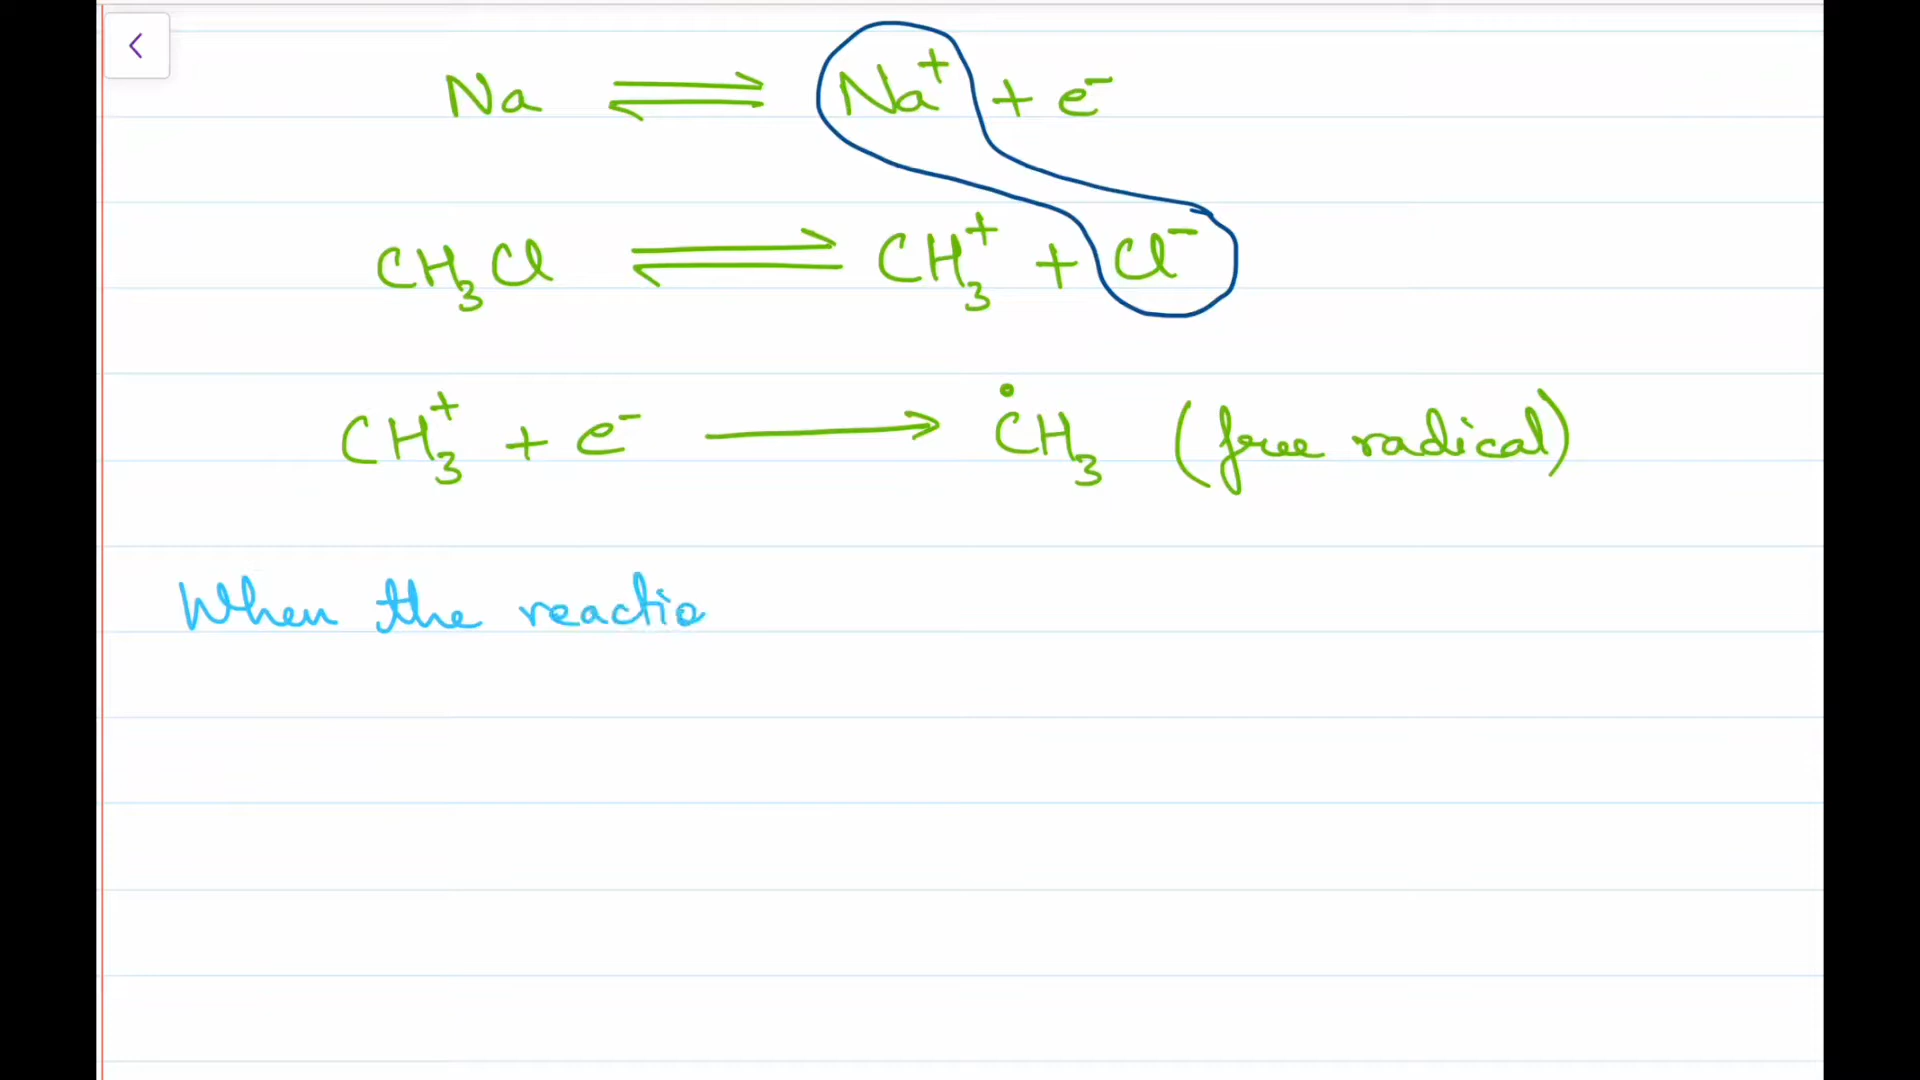 Na ⇌ Na⁺ + e⁻
CH₃Cl ⇌ CH₃⁺ + Cl⁻
CH₃⁺ + e⁻ ⟶ ĊH₃ (free radical)
When the reactio